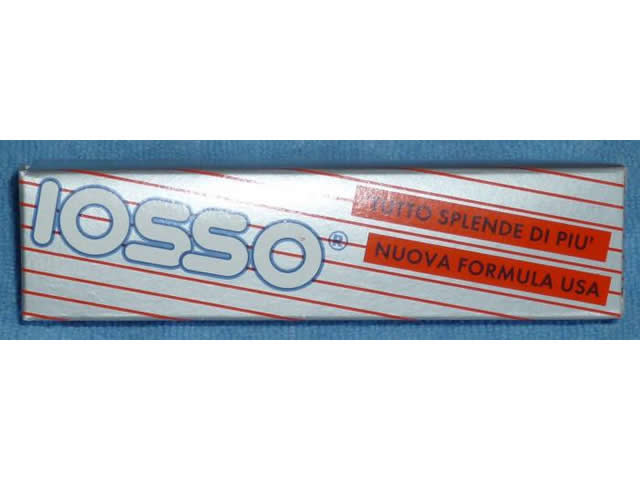 IOSSO®
TUTTO SPLENDE DI PIU'
NUOVA FORMULA USA